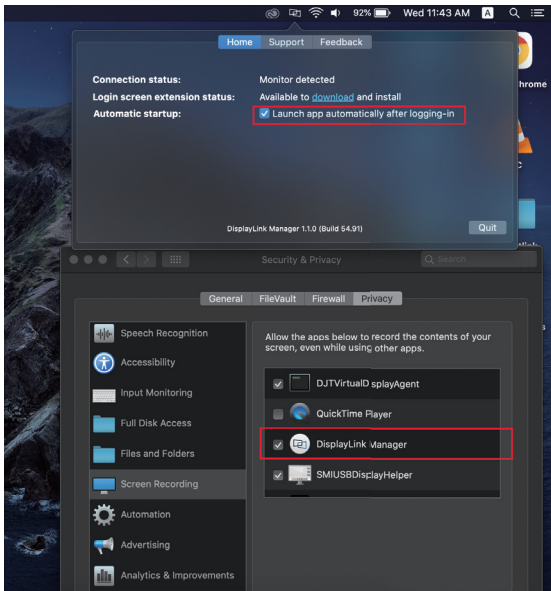 92% Wed 11:43 AM A
Home Support Feedback
Connection status: Monitor detected
Login screen extension status: Available to download and install
Automatic startup: Launch app automatically after logging-in
hrome
DisplayLink Manager 1.1.0 (Build 54.91)
Quit
Security & Privacy
Search
General FileVault Firewall Privacy
Speech Recognition
Accessibility
Input Monitoring
Full Disk Access
Files and Folders
Screen Recording
Automation
Advertising
Analytics & Improvements
Allow the apps below to record the contents of your
screen, even while using other apps.
DJTVirtualD splayAgent
QuickTime Player
DisplayLink Manager
SMIUSBDisplayHelper